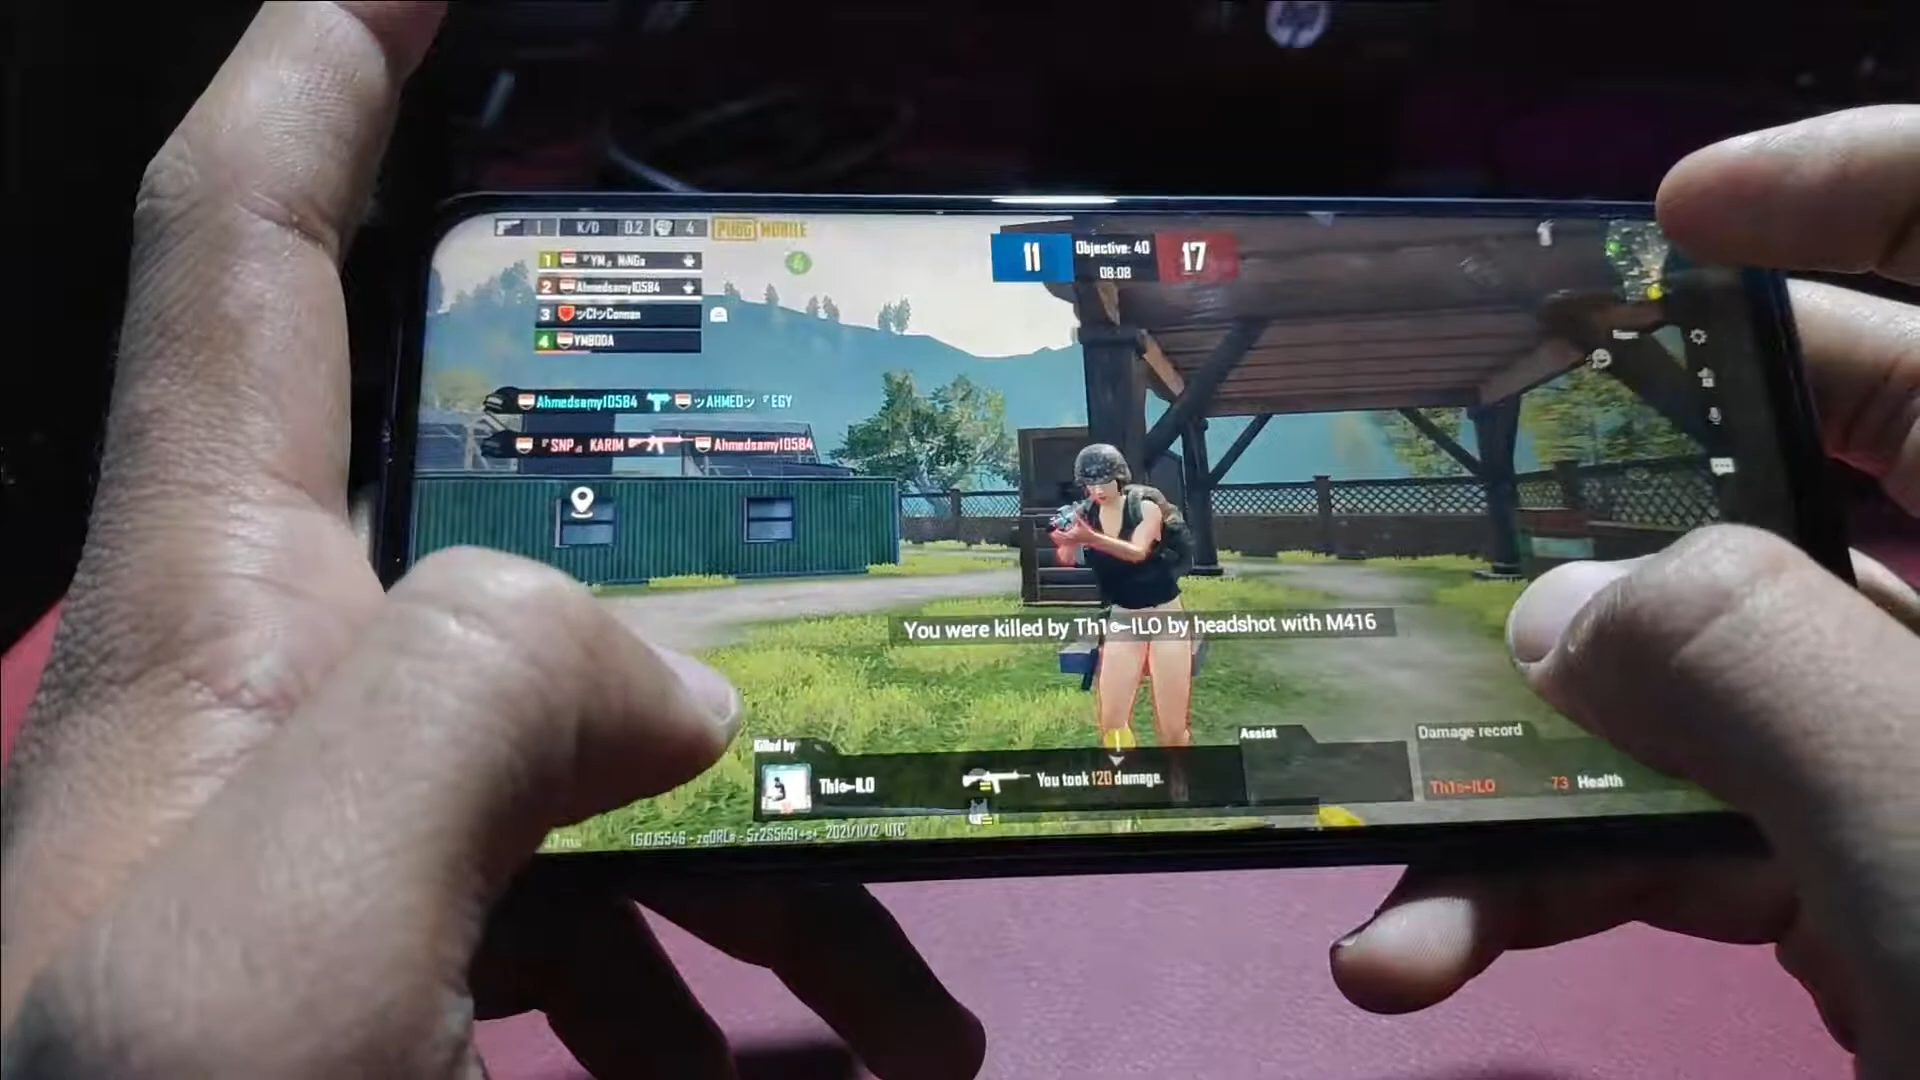 1 K/D 0.2 4 PUBG MOBILE
11 Objective: 40 17
08:08
1 『YM』 NiNGa
2 Ahmedsamy10584
3 ッClッConnan
4 YMBODA
Ahmedsamy10584 ッAHMEDッ『EGY
『SNP』 KARIM Ahmedsamy10584
You were killed by Th1s-ILO by headshot with M416
Killed by
Th1s-ILO
You took 120 damage.
Assist
Damage record
Th1s-ILO 73 Health
2021/11/12 UTC